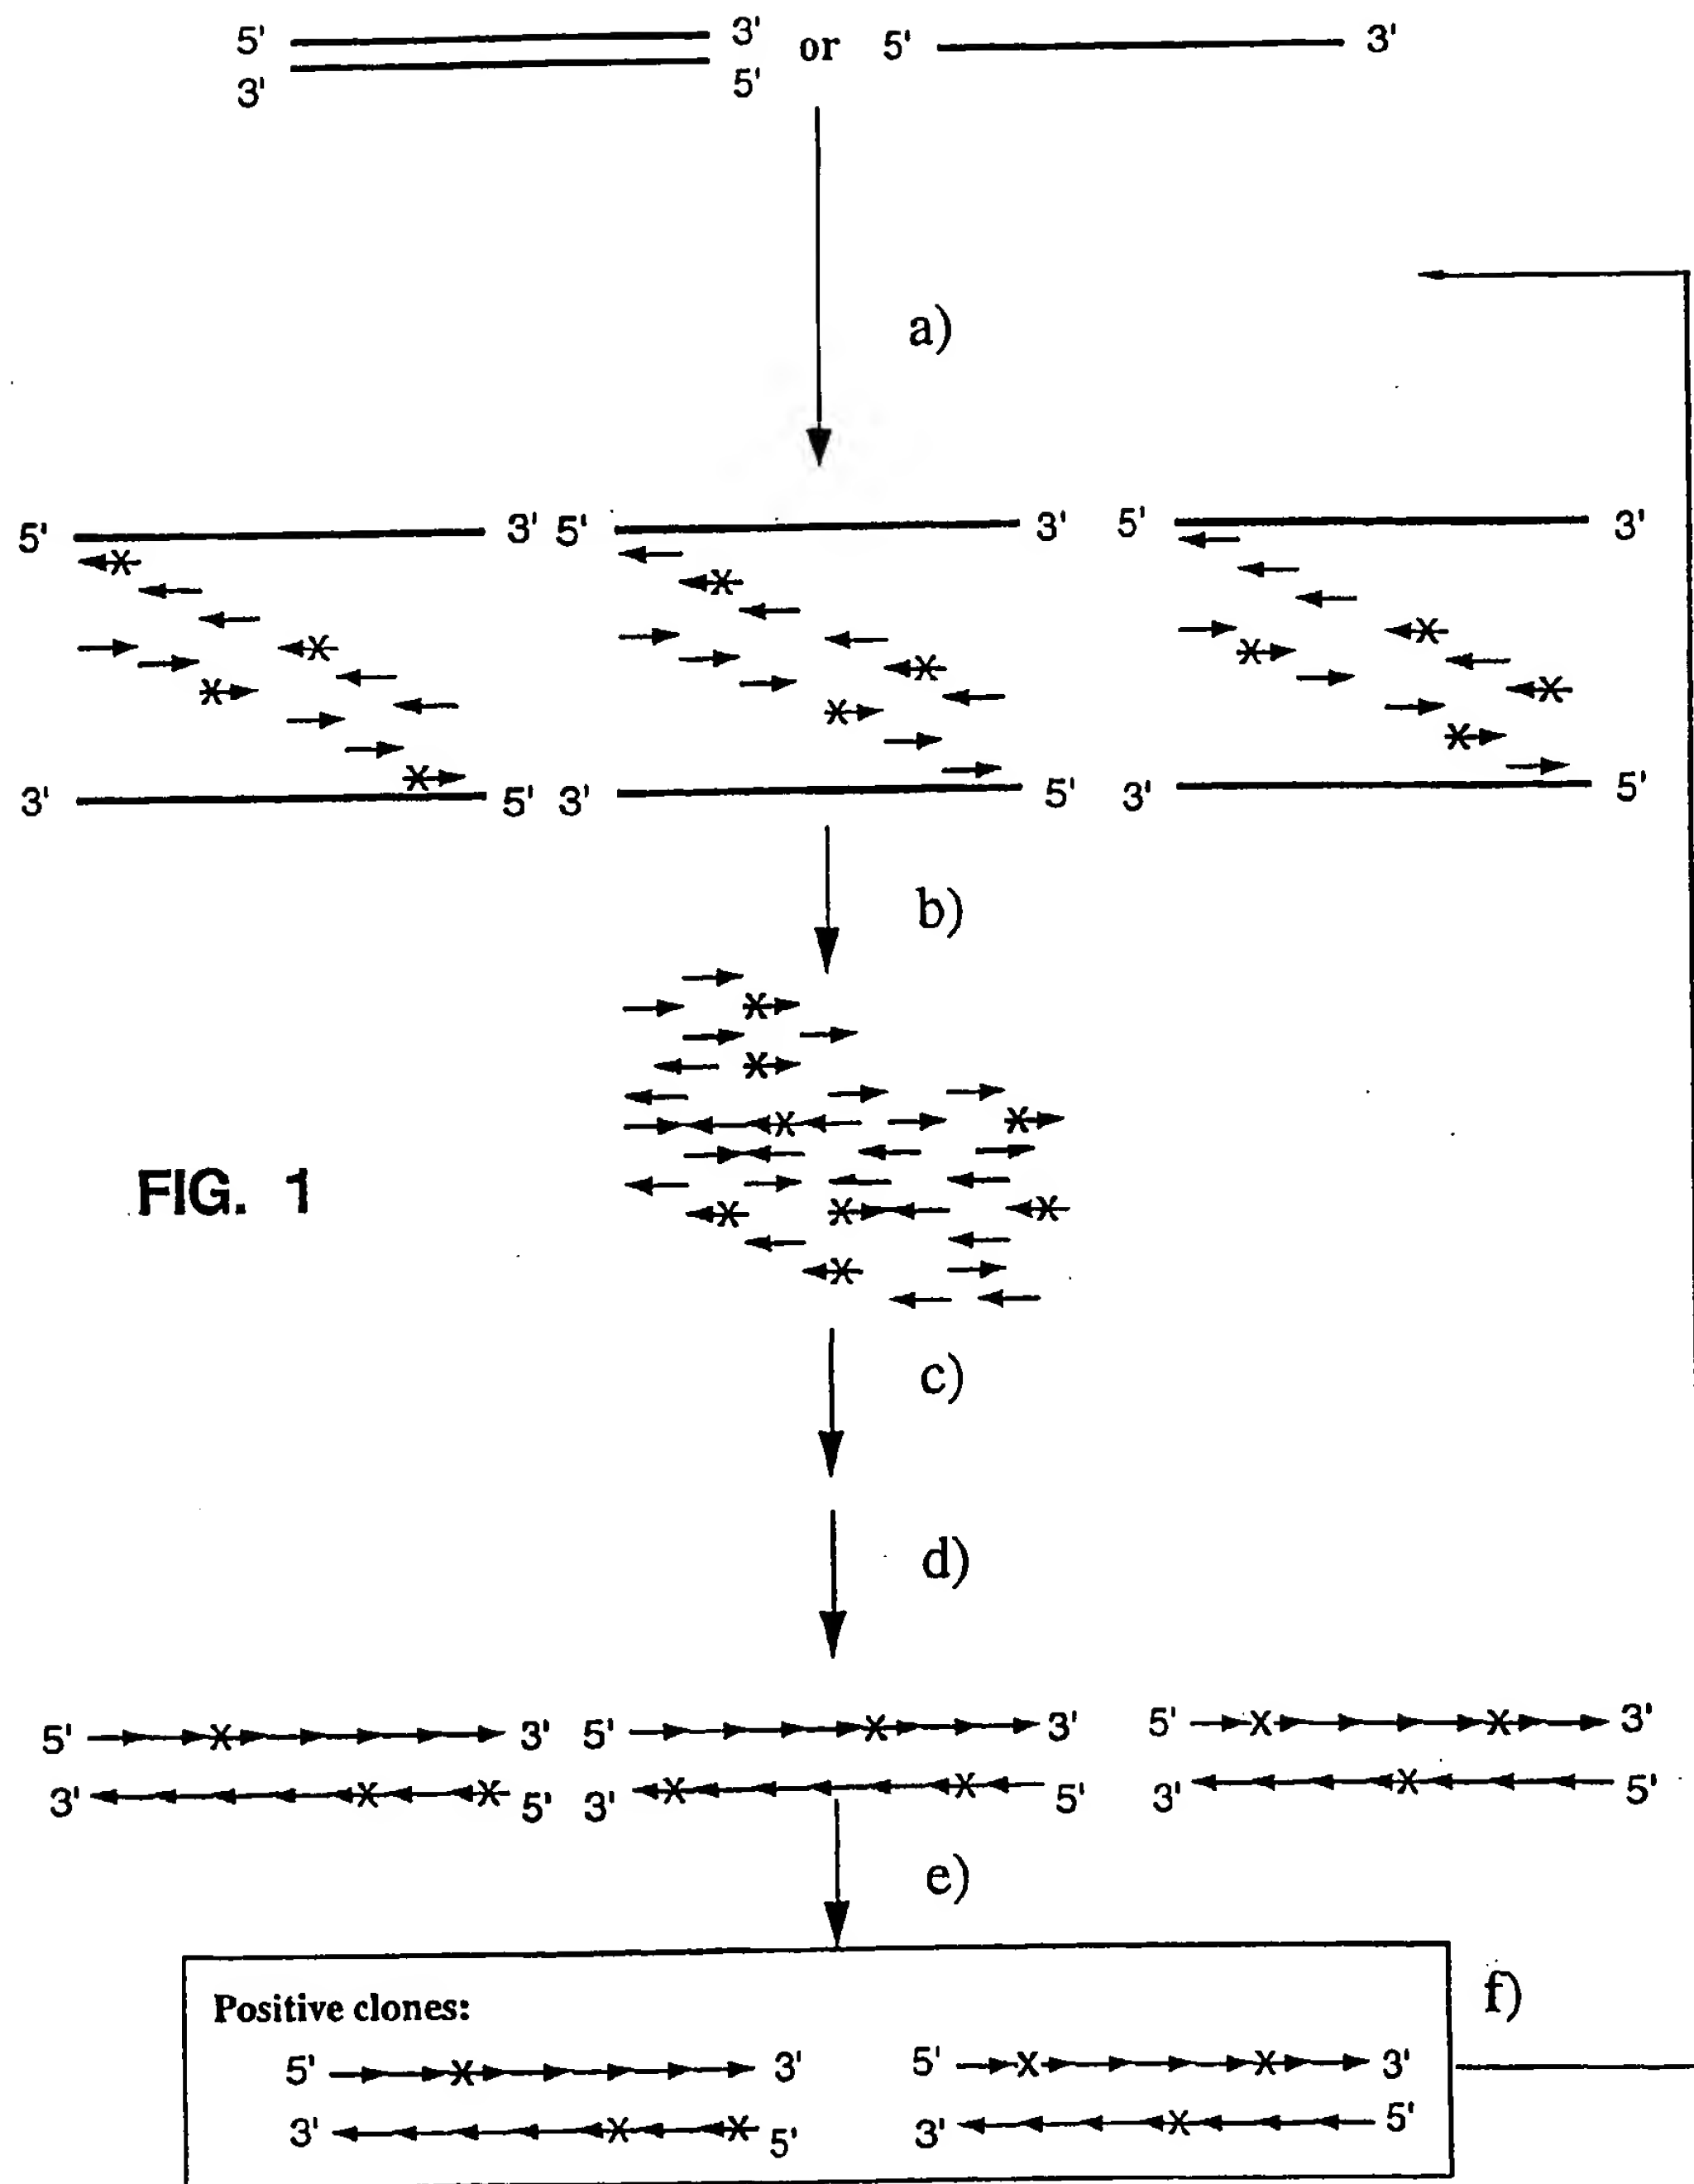 5' 3' or 5' 3'
3' 5'
a)
5' 3' 5' 3' 5' 3'
X
X
X
X X
X
X X
X
X
X
X
X
3' 5' 3' 5' 3' 5'
b)
X
X
X X
FIG. 1
X X X
X
c)
d)
5' X 3' 5' X 3' 5' X X 3'
3' X X 5' 3' X X 5' 3' X 5'
e)
f)
Positive clones:
5' X 3' 5' X X 3'
3' X X 5' 3' X 5'